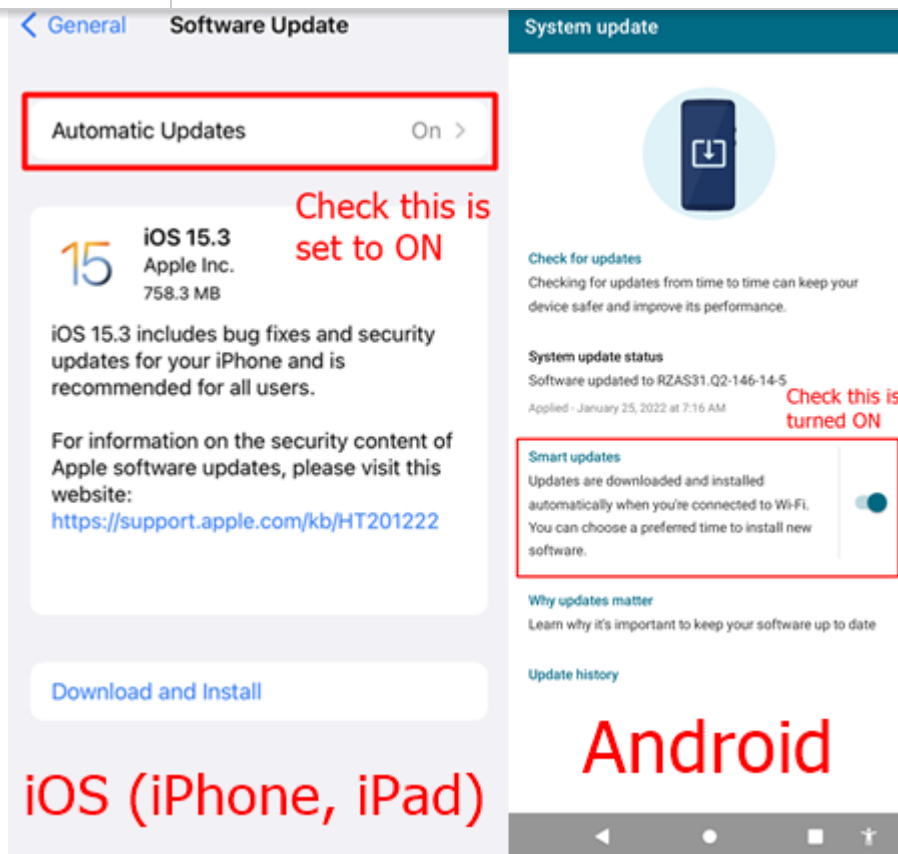 General
Software Update
Automatic Updates
On
Check this is
set to ON
15
iOS 15.3
Apple Inc.
758.3 MB
iOS 15.3 includes bug fixes and security
updates for your iPhone and is
recommended for all users.
For information on the security content of
Apple software updates, please visit this
website:
https://support.apple.com/kb/HT201222
Download and Install
iOS (iPhone, iPad)
System update
Check for updates
Checking for updates from time to time can keep your
device safer and improve its performance.
System update status
Software updated to RZAS31.Q2-146-14-5
Applied - January 25, 2022 at 7:16 AM
Check this is
turned ON
Smart updates
Updates are downloaded and installed
automatically when you're connected to Wi-Fi.
You can choose a preferred time to install new
software.
Why updates matter
Learn why it's important to keep your software up to date
Update history
Android